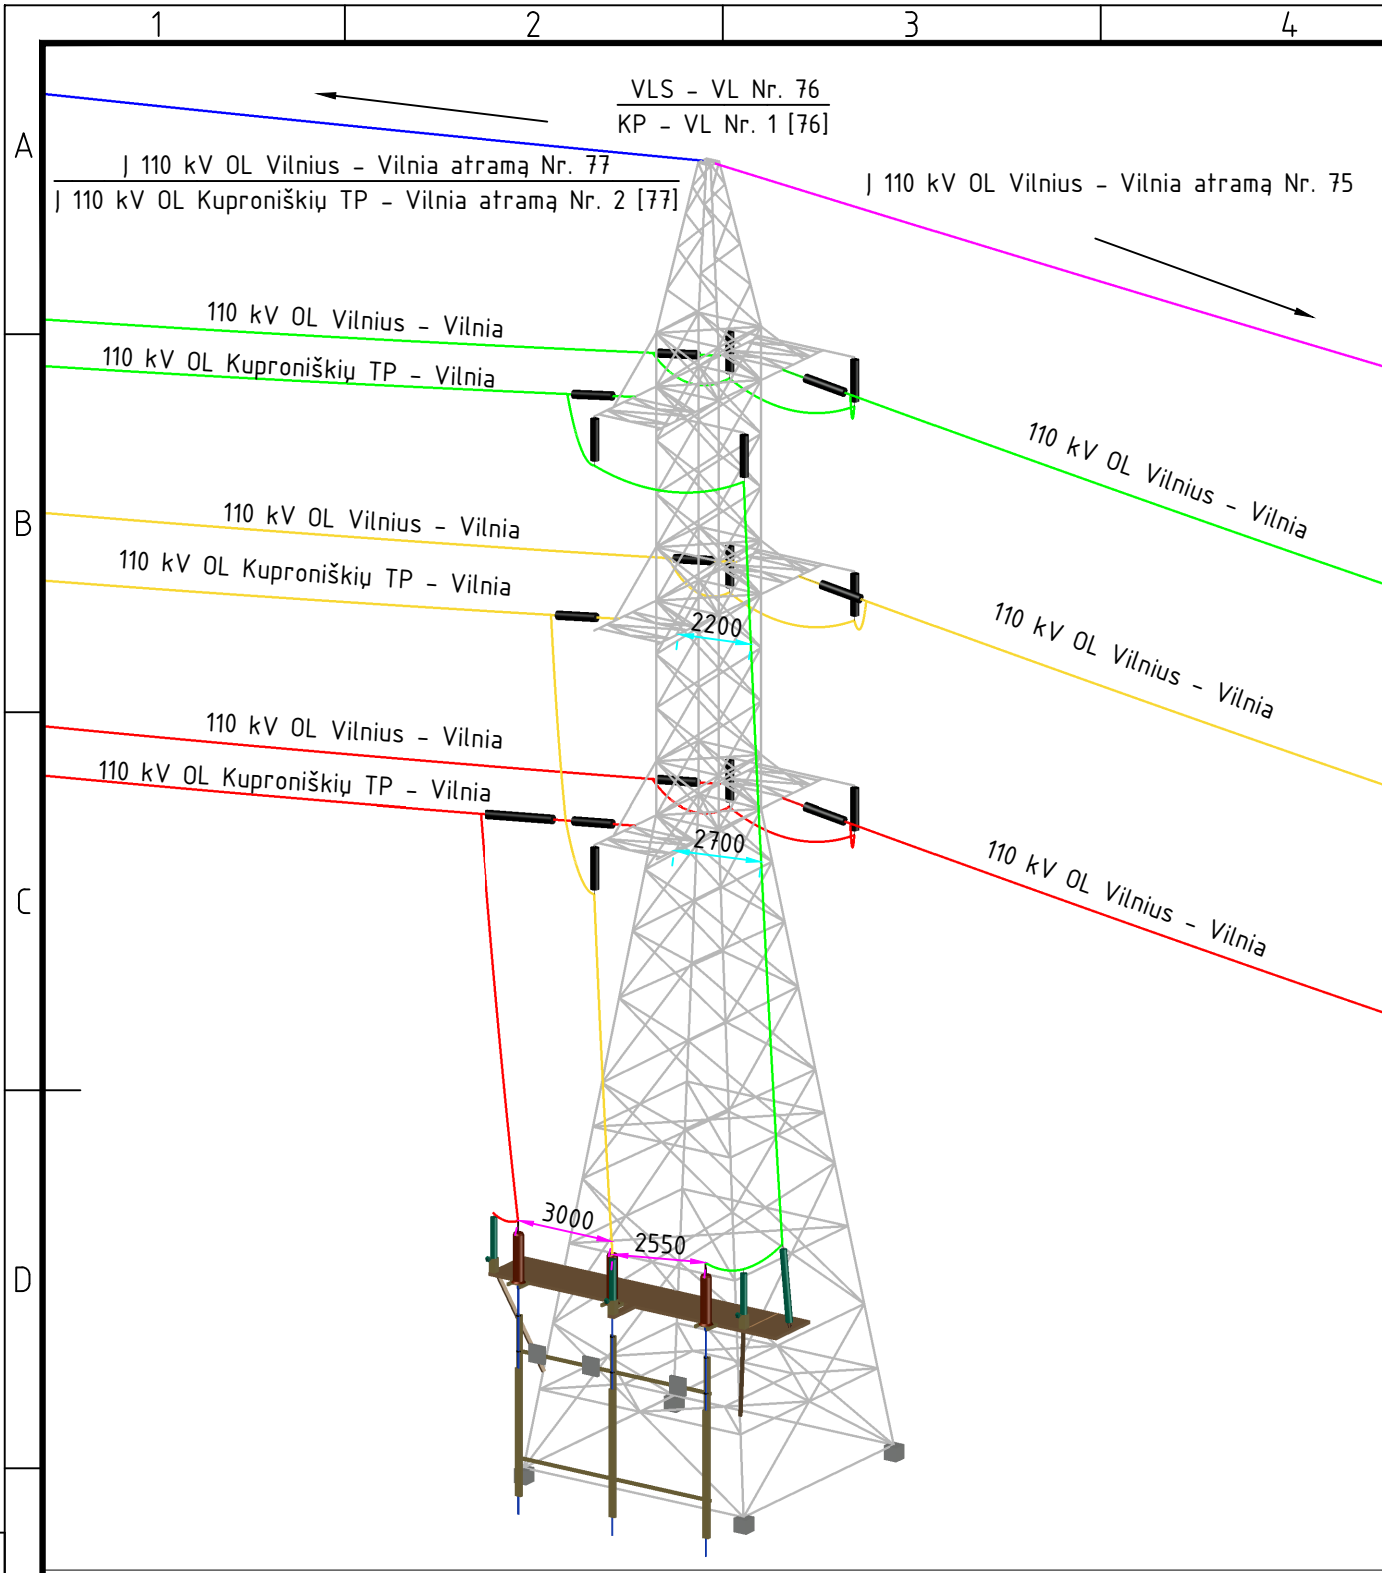 1 2 3 4
VLS - VL Nr. 76
KP - VL Nr. 1 [76]
A
Į 110 kV OL Vilnius - Vilnia atramą Nr. 77
Į 110 kV OL Kuproniškių TP - Vilnia atramą Nr. 2 [77]
Į 110 kV OL Vilnius - Vilnia atramą Nr. 75
110 kV OL Vilnius - Vilnia
110 kV OL Kuproniškių TP - Vilnia
110 kV OL Vilnius - Vilnia
B
110 kV OL Vilnius - Vilnia
110 kV OL Kuproniškių TP - Vilnia
2200
110 kV OL Vilnius - Vilnia
110 kV OL Vilnius - Vilnia
110 kV OL Kuproniškių TP - Vilnia
2700
110 kV OL Vilnius - Vilnia
C
3000
2550
D